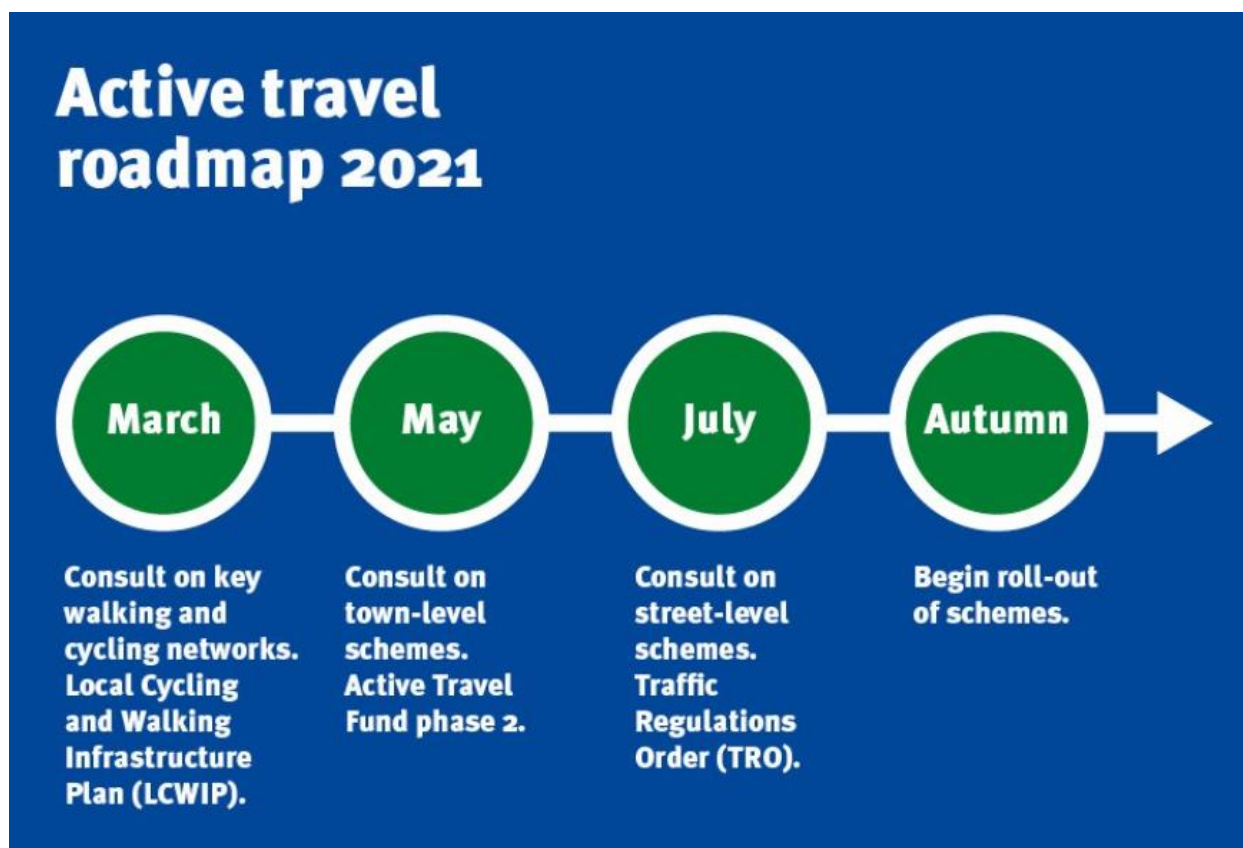 Active travel
roadmap 2021
March
May
July
Autumn
Consult on key
walking and
cycling networks.
Local Cycling
and Walking
Infrastructure
Plan (LCWIP).
Consult on
town-level
schemes.
Active Travel
Fund phase 2.
Consult on
street-level
schemes.
Traffic
Regulations
Order (TRO).
Begin roll-out
of schemes.